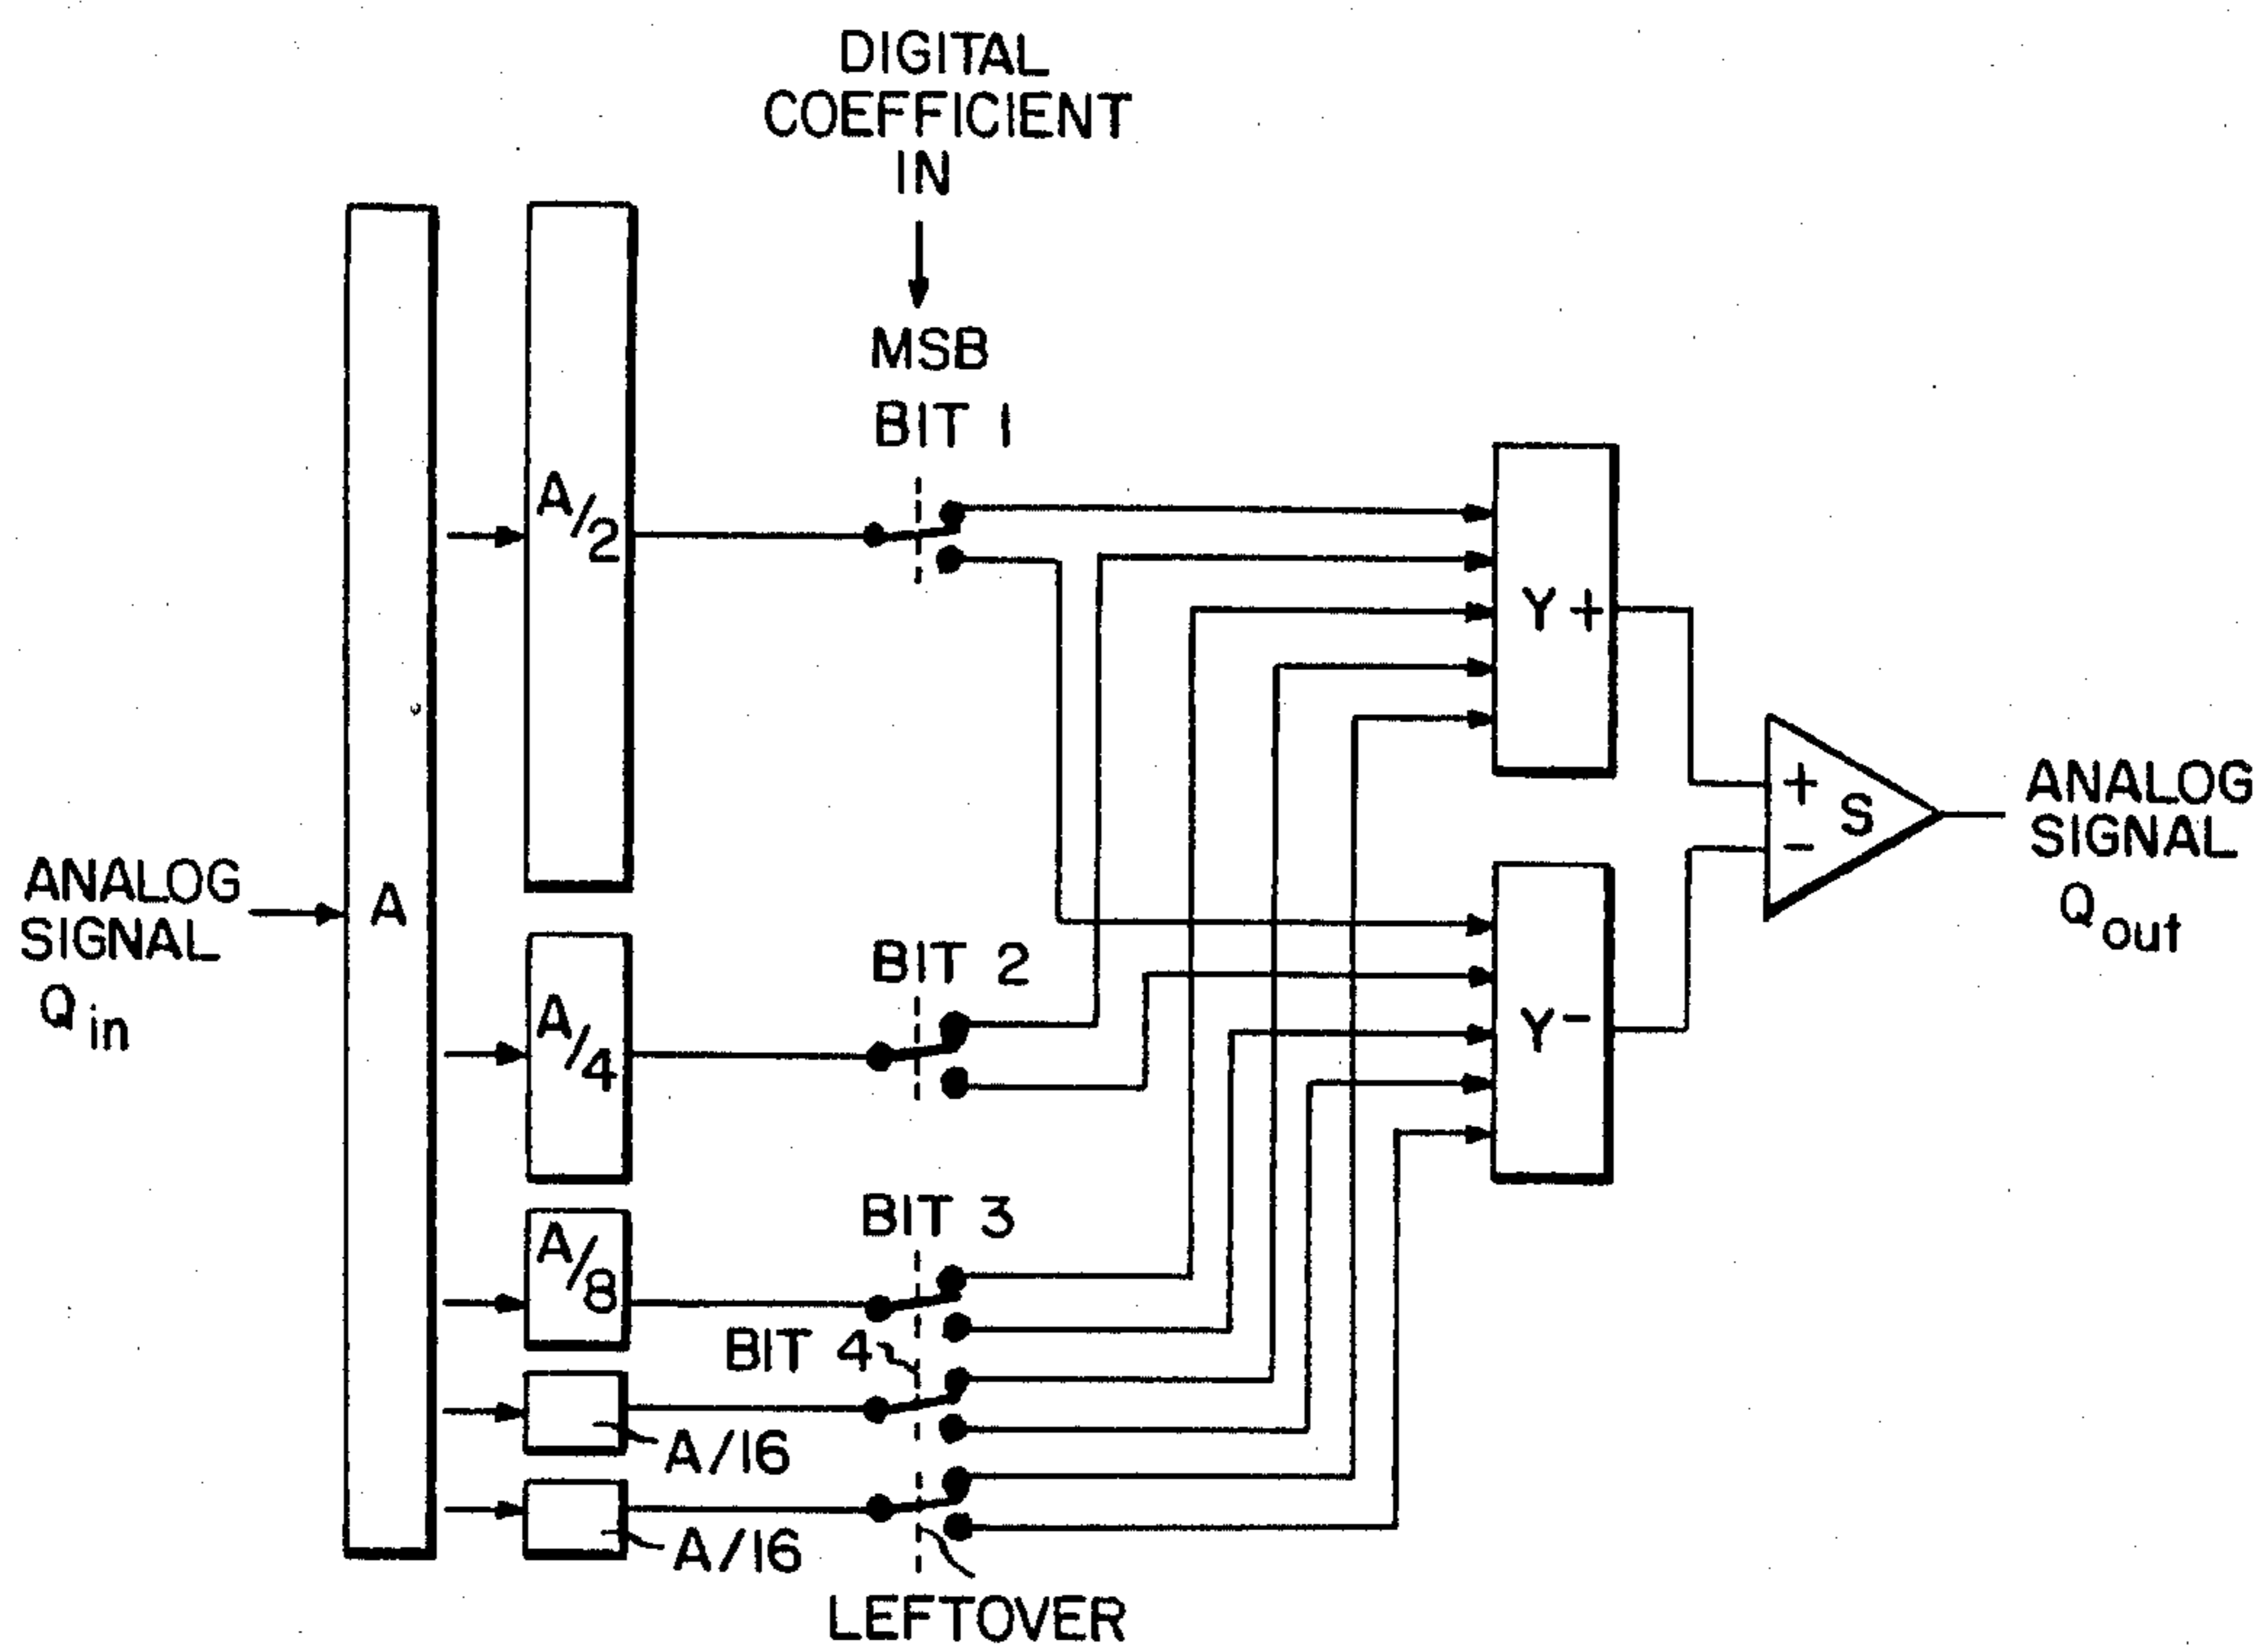 DIGITAL
COEFFICIENT
IN
MSB
BIT 1
A/2
Y+
+
S
-
ANALOG
SIGNAL
Qout
ANALOG
SIGNAL
Qin
A
BIT 2
A/4
Y-
BIT 3
A/8
BIT 4
A/16
A/16
LEFTOVER